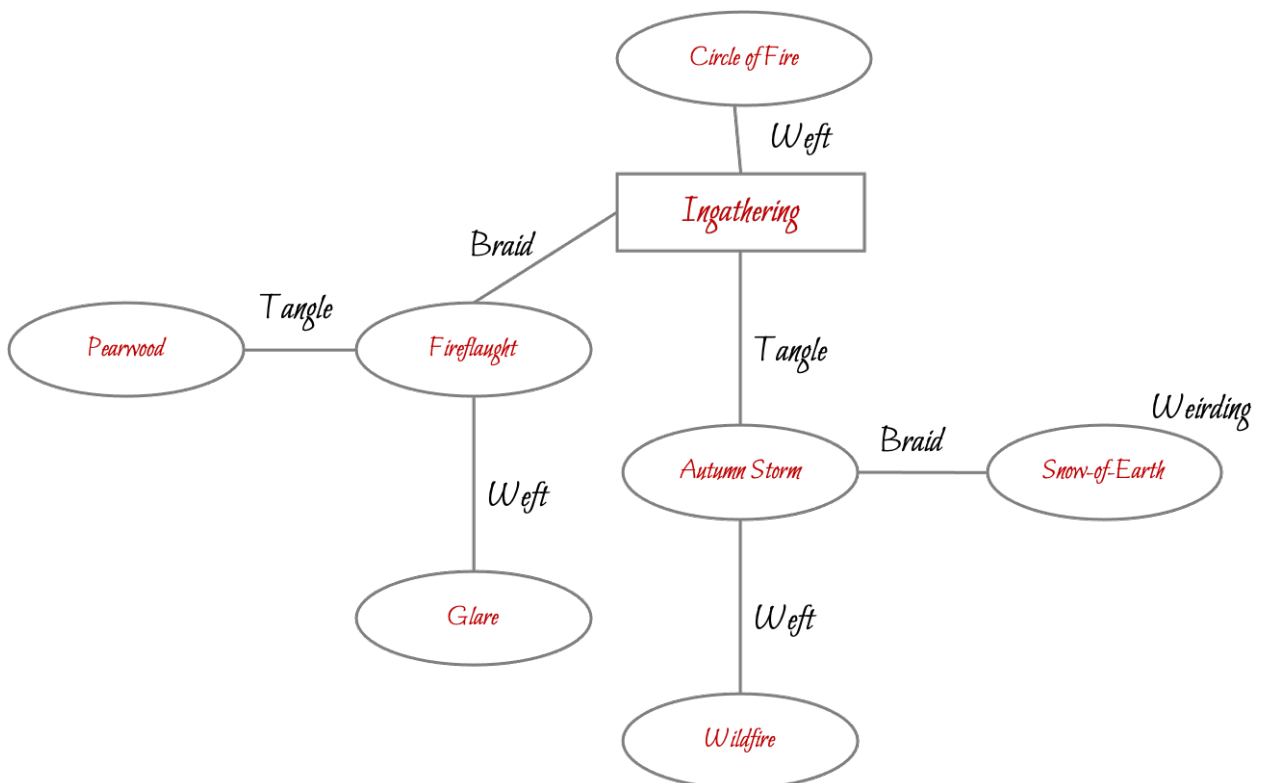 Circle of Fire
Weft
Ingathering
Braid
Tangle
Pearwood
Fireflaught
Tangle
Weirding
Braid
Autumn Storm
Snow-of-Earth
Weft
Glare
Weft
Wildfire